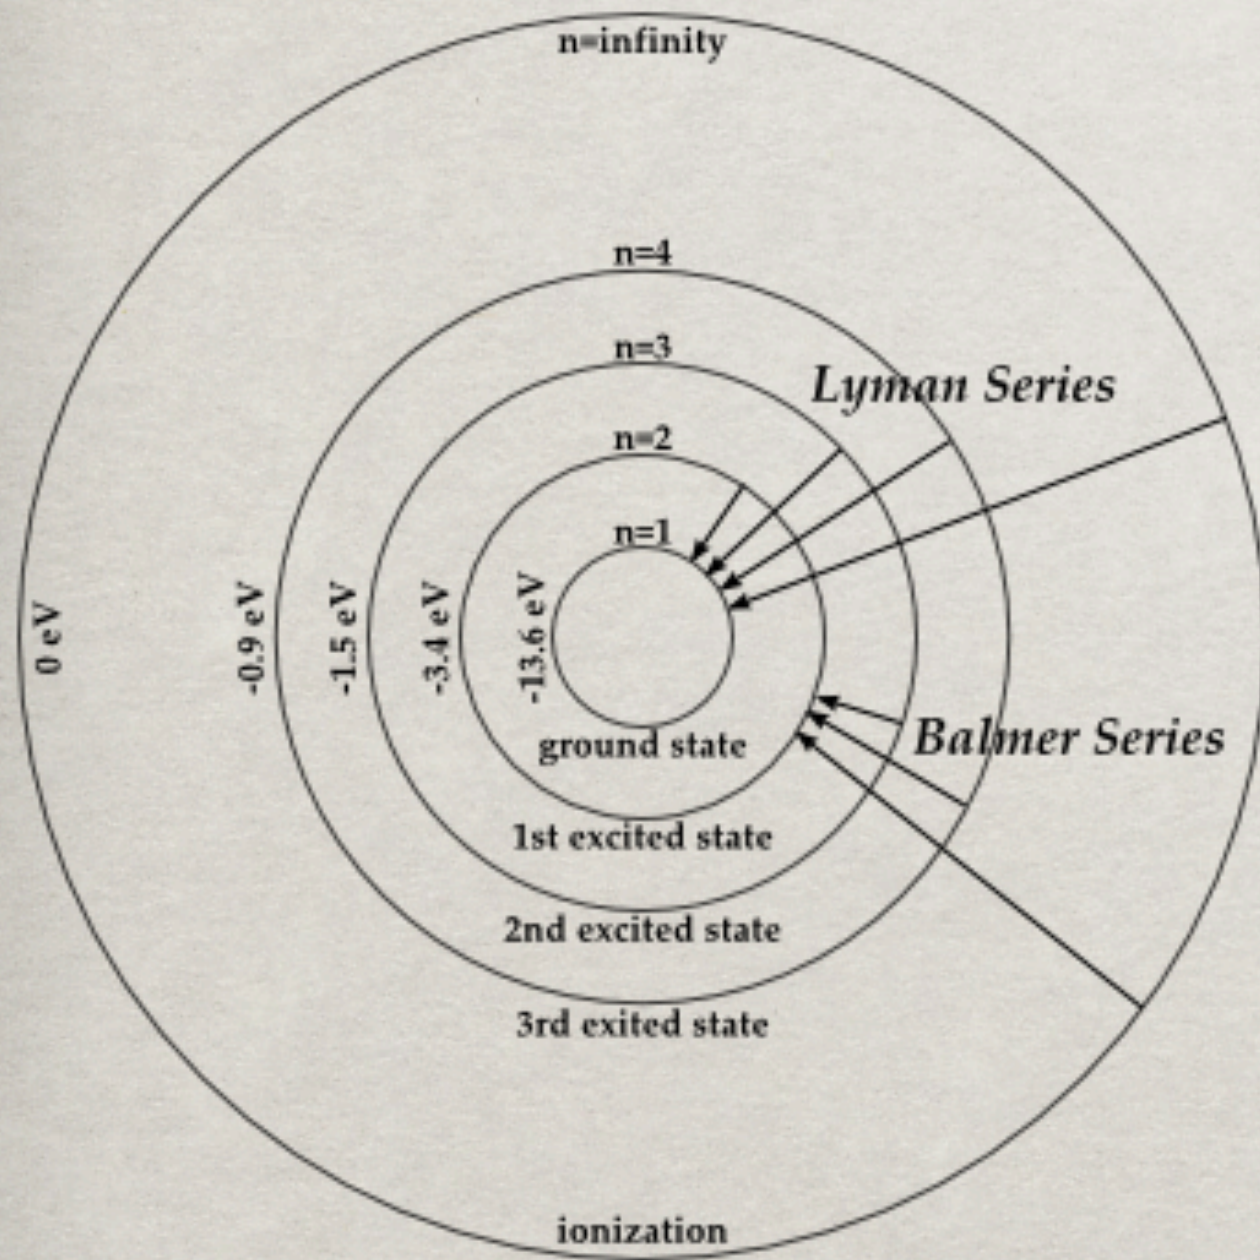 n=infinity
n=4
n=3
Lyman Series
n=2
n=1
0 eV
-0.9 eV
-1.5 eV
-3.4 eV
-13.6 eV
ground state
Balmer Series
1st excited state
2nd excited state
3rd exited state
ionization